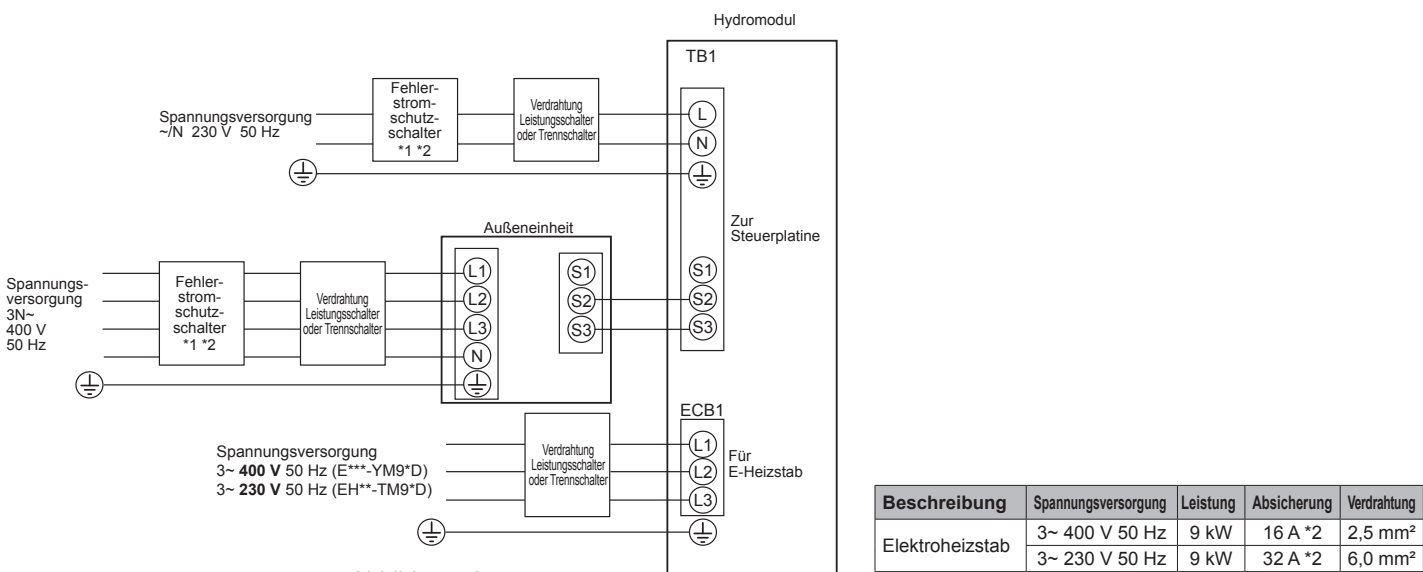 Hydromodul
TB1
Fehler-
strom-
schutz-
schalter
*1 *2
Verdrahtung
Leistungsschalter
oder Trennschalter
Spannungsversorgung
~/N 230 V 50 Hz
L
N
Zur
Steuerplatine
Außeneinheit
Spannungs-
versorgung
3N~
400 V
50 Hz
Fehler-
strom-
schutz-
schalter
*1 *2
Verdrahtung
Leistungsschalter
oder Trennschalter
L1
L2
L3
N
S1
S2
S3
S1
S2
S3
ECB1
Spannungsversorgung
3~ 400 V 50 Hz (E***-YM9*D)
3~ 230 V 50 Hz (EH**-TM9*D)
Verdrahtung
Leistungsschalter
oder Trennschalter
L1
L2
L3
Für
E-Heizstab
Beschreibung Spannungsversorgung Leistung Absicherung Verdrahtung
Elektroheizstab
3~ 400 V 50 Hz 9 kW 16 A *2 2,5 mm²
3~ 230 V 50 Hz 9 kW 32 A *2 6,0 mm²